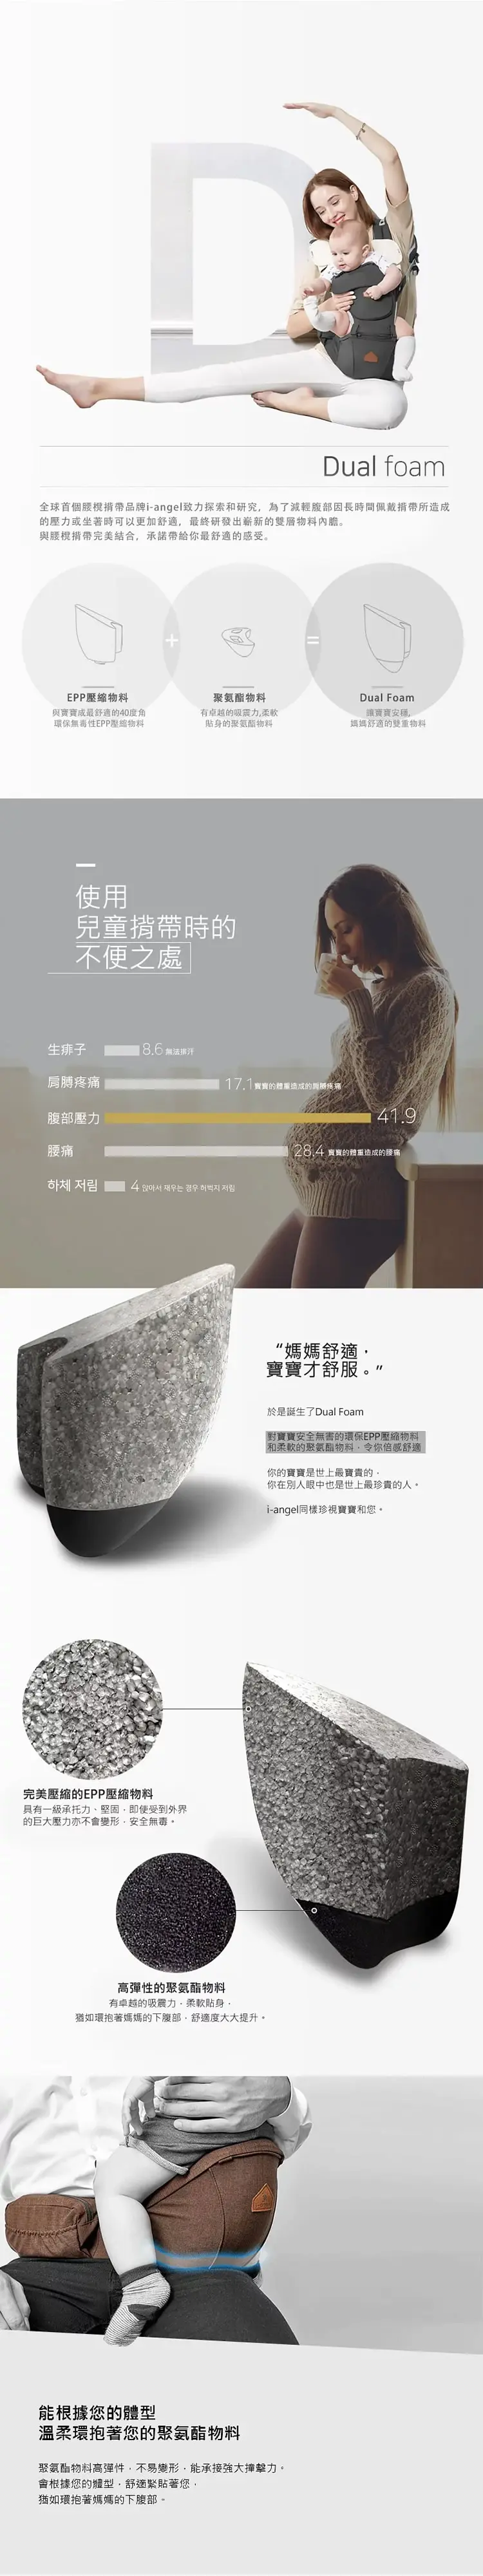 Dual foam
全球首個腰櫈揹帶品牌i-angel致力探索和研究，為了減輕腹部因長時間佩戴揹帶所造成
的壓力或坐著時可以更加舒適，最終研發出嶄新的雙層物料內膽。
與腰櫈揹帶完美結合，承諾帶給你最舒適的感受。
+
=
EPP壓縮物料
與寶寶成最舒適的40度角
環保無毒性EPP壓縮物料
聚氨酯物料
有卓越的吸震力,柔軟
貼身的聚氨酯物料
Dual Foam
讓寶寶安穩,
媽媽舒適的雙重物料
使用
兒童揹帶時的
不便之處
生痱子 8.6 無法排汗
肩膊疼痛 17.1 寶寶的體重造成的肩膊疼痛
腹部壓力 41.9
腰痛 28.4 寶寶的體重造成的腰痛
하체 저림 4 앉아서 재우는 경우 허벅지 저림
“媽媽舒適，
寶寶才舒服。”
於是誕生了Dual Foam
對寶寶安全無害的環保EPP壓縮物料
和柔軟的聚氨酯物料，令你倍感舒適
你的寶寶是世上最寶貴的，
你在別人眼中也是世上最珍貴的人。
i-angel同樣珍視寶寶和您。
完美壓縮的EPP壓縮物料
具有一級承托力、堅固，即使受到外界
的巨大壓力亦不會變形，安全無毒。
高彈性的聚氨酯物料
有卓越的吸震力，柔軟貼身，
猶如環抱著媽媽的下腹部，舒適度大大提升。
能根據您的體型
溫柔環抱著您的聚氨酯物料
聚氨酯物料高彈性，不易變形，能承接強大撞擊力。
會根據您的體型，舒適緊貼著您，
猶如環抱著媽媽的下腹部。